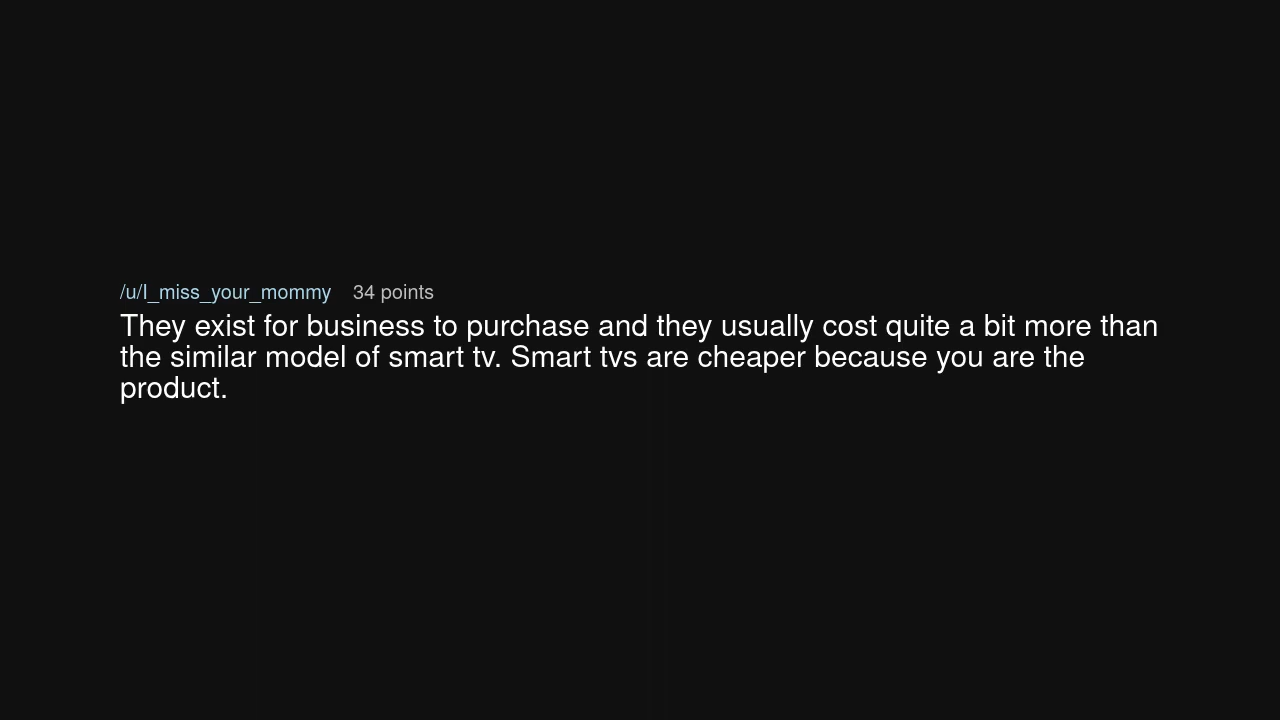 /u/I_miss_your_mommy 34 points
They exist for business to purchase and they usually cost quite a bit more than
the similar model of smart tv. Smart tvs are cheaper because you are the
product.